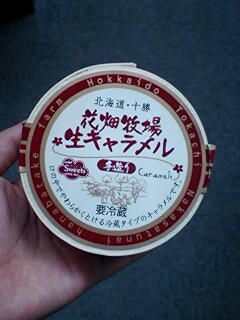 北海道・十勝
花畑牧場
生キャラメル
手造り
Sweets
Caramels
口の中でやわらかくとける冷蔵タイプのキャラメルです。
要冷蔵
hanabatake farm Hokkaido Tokachi Nakasatsunai